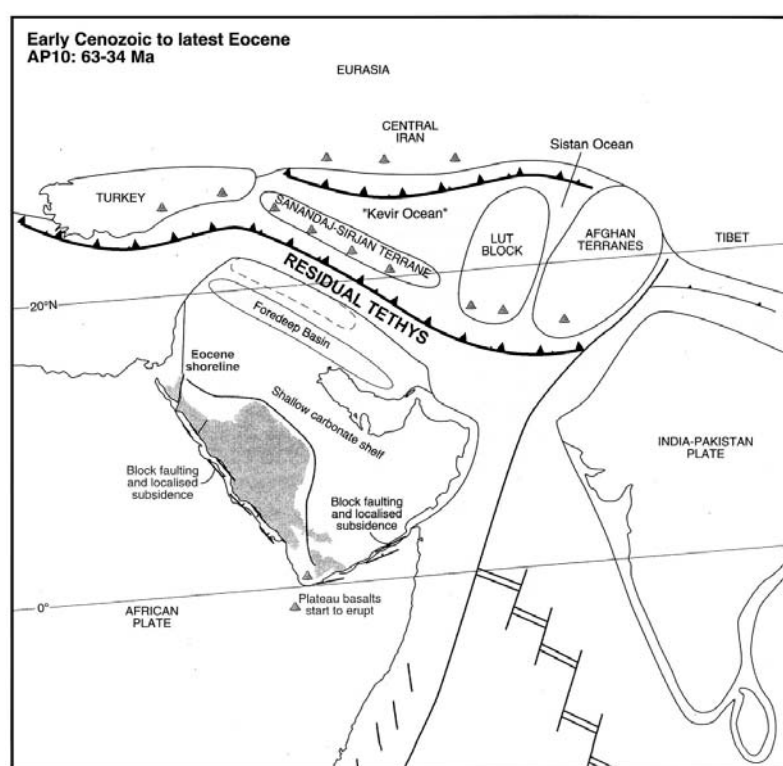 Early Cenozoic to latest Eocene
AP10: 63-34 Ma
EURASIA
CENTRAL
IRAN
Sistan Ocean
TURKEY
"Kevir Ocean"
SANANDAJ-SIRJAN TERRANE
LUT
BLOCK
AFGHAN
TERRANES
TIBET
RESIDUAL TETHYS
20°N
Foredeep Basin
Eocene
shoreline
Shallow carbonate shelf
INDIA-PAKISTAN
PLATE
Block faulting
and localised
subsidence
Block faulting
and localised
subsidence
0°
AFRICAN
PLATE
Plateau basalts
start to erupt